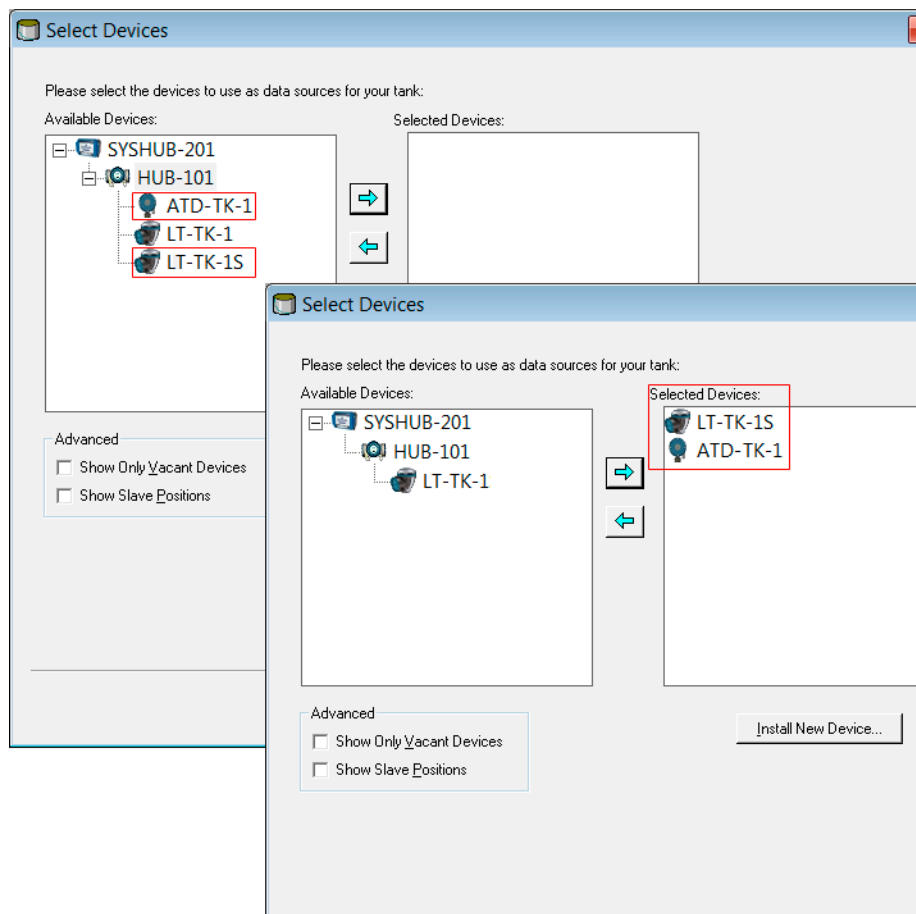 Select Devices
Please select the devices to use as data sources for your tank:
Available Devices:
Selected Devices:
SYSHUB-201
HUB-101
ATD-TK-1
LT-TK-1
LT-TK-1S
Advanced
Show Only Vacant Devices
Show Slave Positions
Select Devices
Please select the devices to use as data sources for your tank:
Available Devices:
Selected Devices:
SYSHUB-201
HUB-101
LT-TK-1
LT-TK-1S
ATD-TK-1
Advanced
Show Only Vacant Devices
Show Slave Positions
Install New Device...